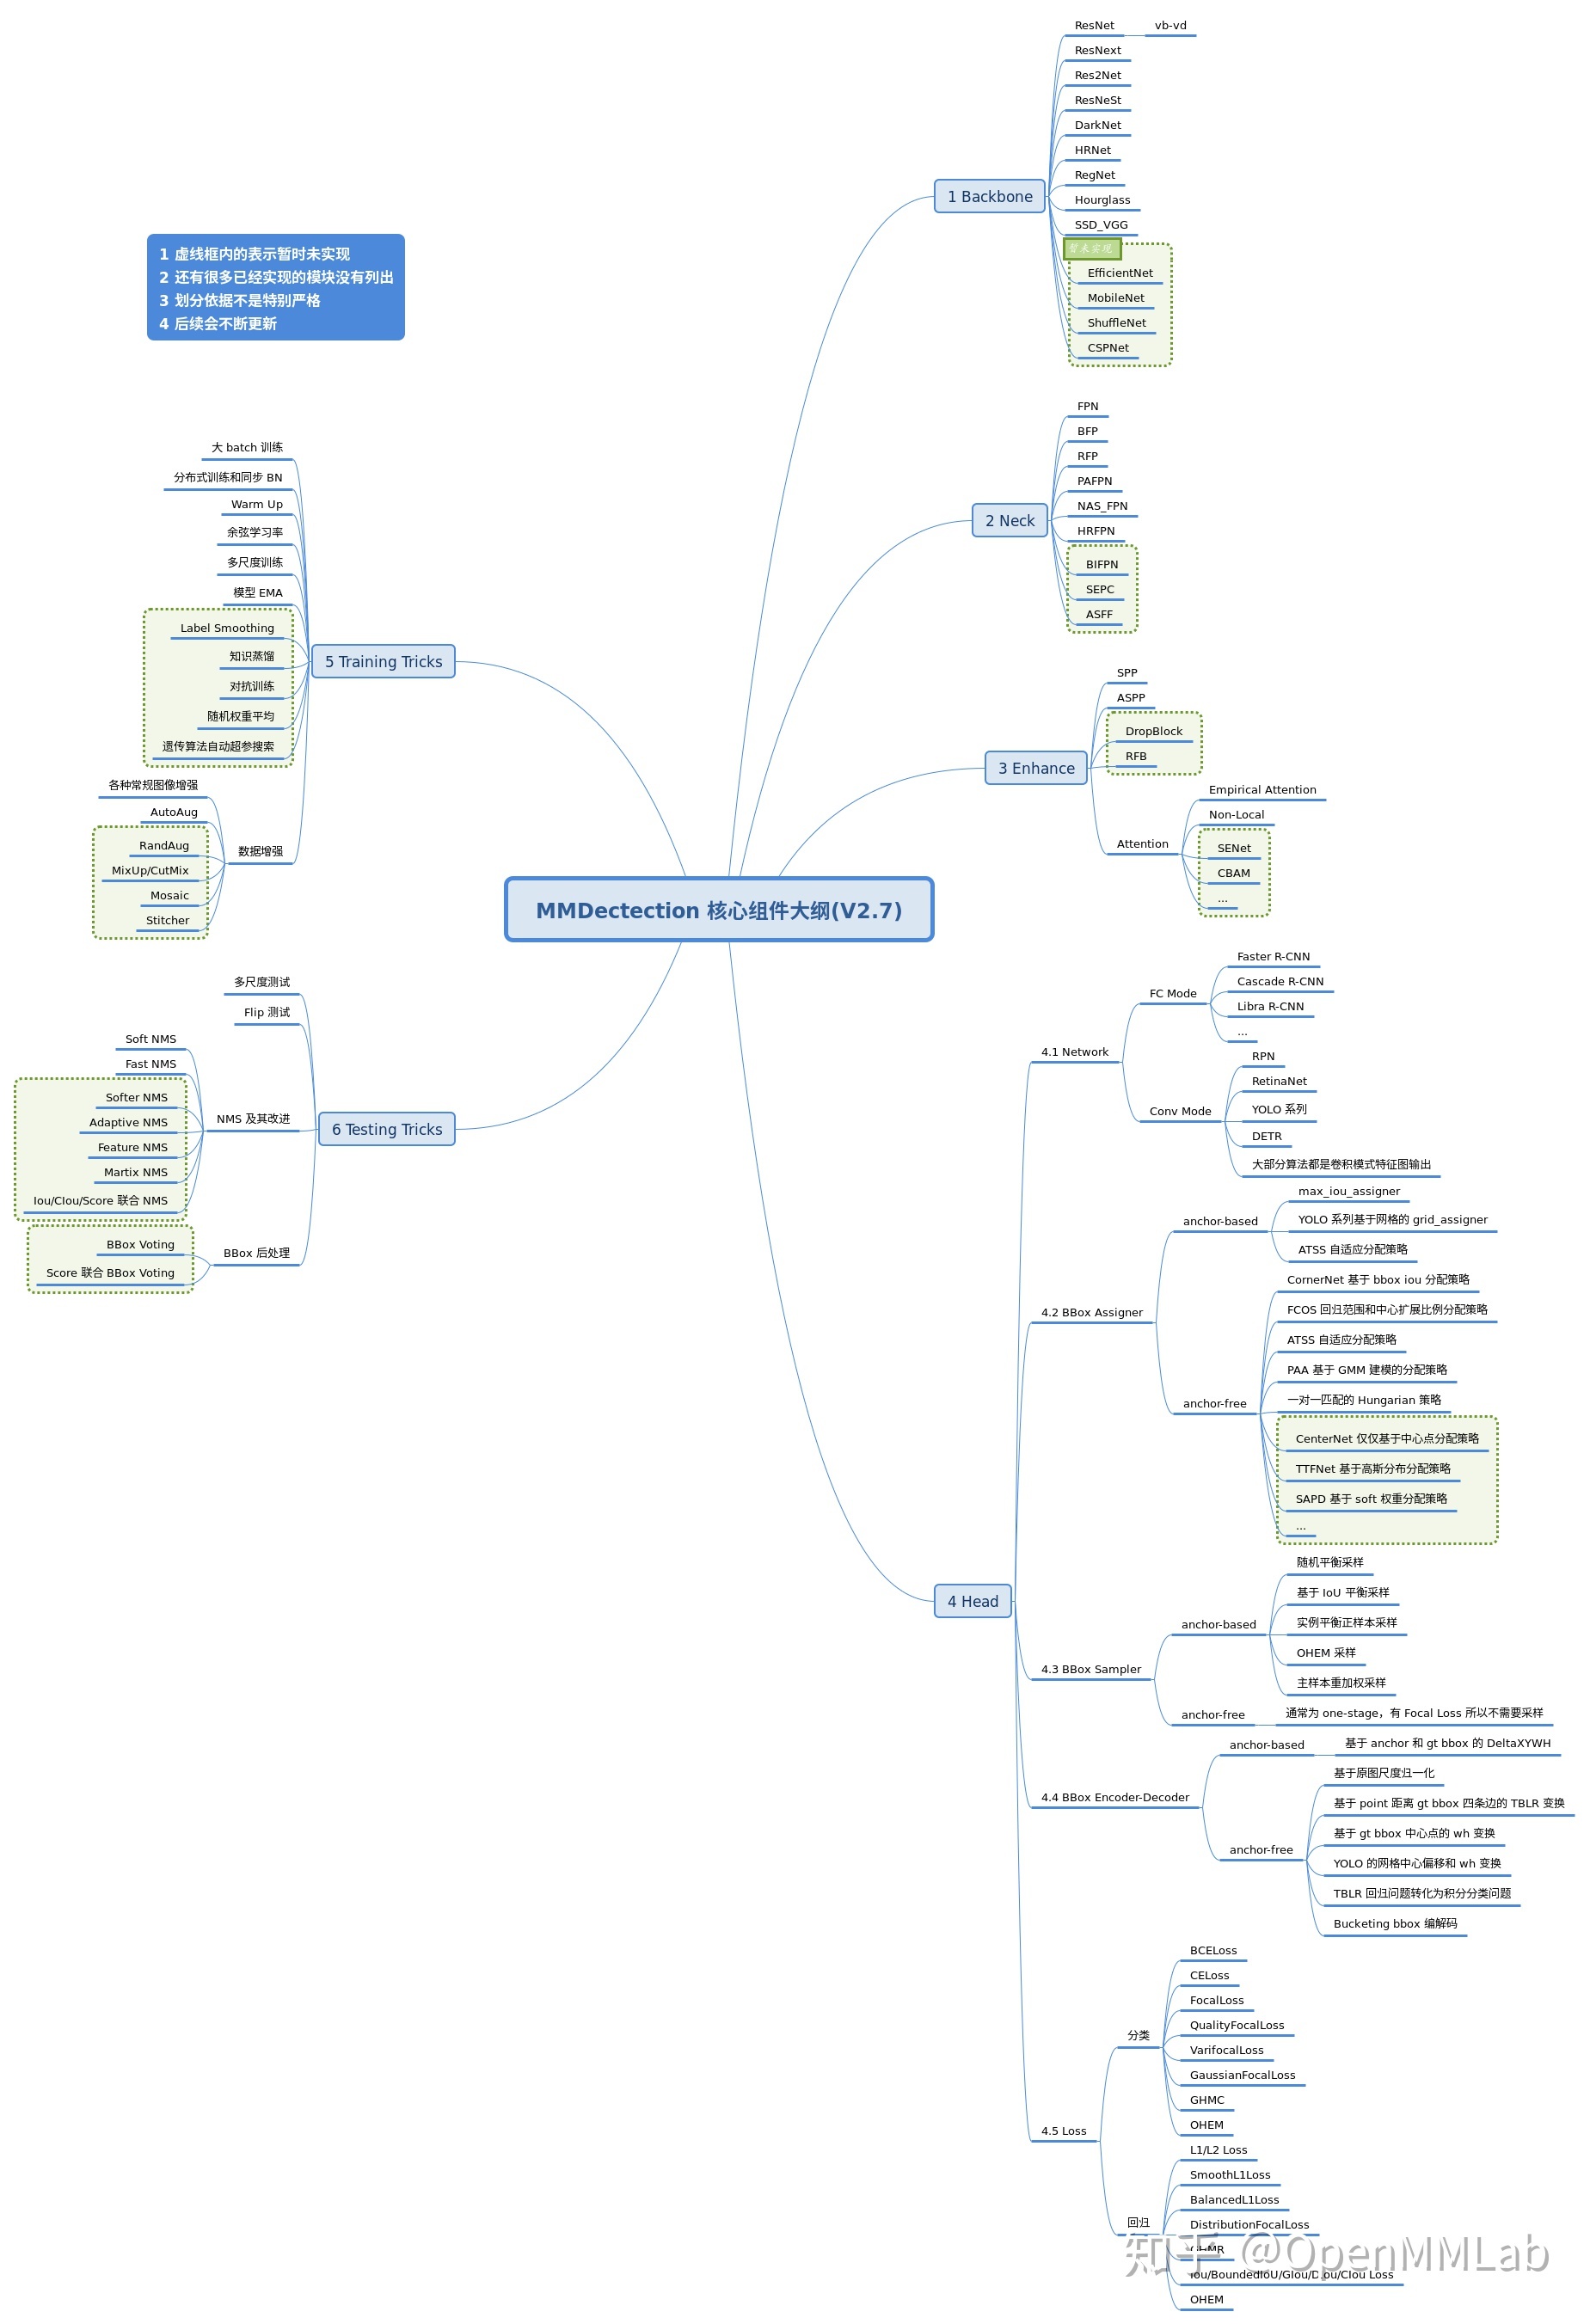 ResNet
vb-vd
ResNext
Res2Net
ResNeSt
DarkNet
HRNet
RegNet
Hourglass
SSD_VGG
暂未实现
EfficientNet
MobileNet
ShuffleNet
CSPNet
1 Backbone
1 虚线框内的表示暂时未实现
2 还有很多已经实现的模块没有列出
3 划分依据不是特别严格
4 后续会不断更新
FPN
BFP
RFP
PAFPN
NAS_FPN
HRFPN
BIFPN
SEPC
ASFF
2 Neck
SPP
ASPP
DropBlock
RFB
3 Enhance
Attention
Empirical Attention
Non-Local
SENet
CBAM
...
大 batch 训练
分布式训练和同步 BN
Warm Up
余弦学习率
多尺度训练
模型 EMA
Label Smoothing
知识蒸馏
对抗训练
随机权重平均
遗传算法自动超参搜索
5 Training Tricks
各种常规图像增强
AutoAug
RandAug
MixUp/CutMix
Mosaic
Stitcher
数据增强
MMDectection 核心组件大纲(V2.7)
多尺度测试
Flip 测试
Soft NMS
Fast NMS
Softer NMS
Adaptive NMS
Feature NMS
Martix NMS
Iou/CIou/Score 联合 NMS
NMS 及其改进
6 Testing Tricks
BBox Voting
Score 联合 BBox Voting
BBox 后处理
4 Head
4.1 Network
FC Mode
Faster R-CNN
Cascade R-CNN
Libra R-CNN
...
Conv Mode
RPN
RetinaNet
YOLO 系列
DETR
大部分算法都是卷积模式特征图输出
4.2 BBox Assigner
anchor-based
max_iou_assigner
YOLO 系列基于网格的 grid_assigner
ATSS 自适应分配策略
anchor-free
CornerNet 基于 bbox iou 分配策略
FCOS 回归范围和中心扩展比例分配策略
ATSS 自适应分配策略
PAA 基于 GMM 建模的分配策略
一对一匹配的 Hungarian 策略
CenterNet 仅仅基于中心点分配策略
TTFNet 基于高斯分布分配策略
SAPD 基于 soft 权重分配策略
...
4.3 BBox Sampler
anchor-based
随机平衡采样
基于 IoU 平衡采样
实例平衡正样本采样
OHEM 采样
主样本重加权采样
anchor-free
通常为 one-stage，有 Focal Loss 所以不需要采样
4.4 BBox Encoder-Decoder
anchor-based
基于 anchor 和 gt bbox 的 DeltaXYWH
anchor-free
基于原图尺度归一化
基于 point 距离 gt bbox 四条边的 TBLR 变换
基于 gt bbox 中心点的 wh 变换
YOLO 的网格中心偏移和 wh 变换
TBLR 回归问题转化为积分分类问题
Bucketing bbox 编解码
4.5 Loss
分类
BCELoss
CELoss
FocalLoss
QualityFocalLoss
VarifocalLoss
GaussianFocalLoss
GHMC
OHEM
回归
L1/L2 Loss
SmoothL1Loss
BalancedL1Loss
DistributionFocalLoss
GHMR
Iou/BoundedIoU/GIou/DIou/CIou Loss
OHEM
知乎 @OpenMMLab